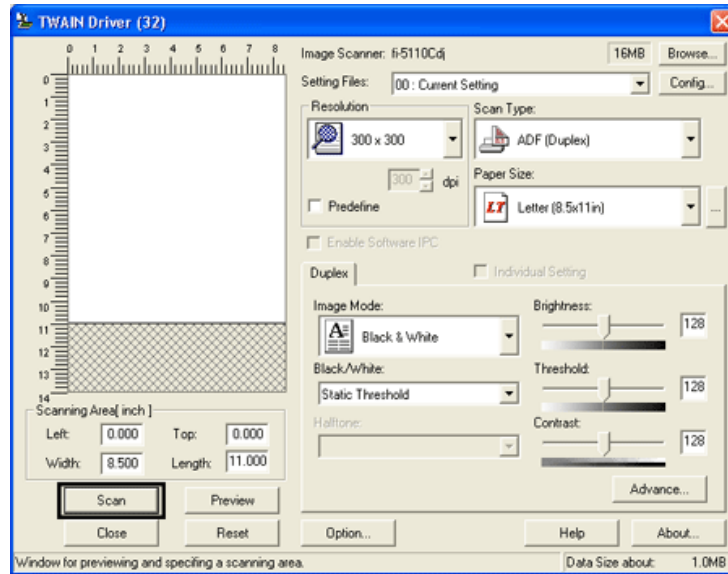 TWAIN Driver (32)
0 1 2 3 4 5 6 7 8
Image Scanner: fi-5110Cdj
16MB
Browse...
Setting Files:
00 : Current Setting
Config...
0
1
2
3
4
5
6
7
8
9
10
11
12
13
14
Resolution
300 x 300
300
dpi
Predefine
Scan Type:
ADF (Duplex)
Paper Size:
LT
Letter (8.5x11in)
...
Enable Software IPC
Duplex
Individual Setting
Image Mode:
A
Black & White
Black/White:
Static Threshold
Halftone:
Brightness:
128
Threshold:
128
Contrast:
128
Advance...
Scanning Area[ inch ]
Left: 0.000 Top: 0.000
Width: 8.500 Length: 11.000
Scan
Preview
Close
Reset
Option...
Help
About...
Window for previewing and specifing a scanning area.
Data Size about: 1.0MB